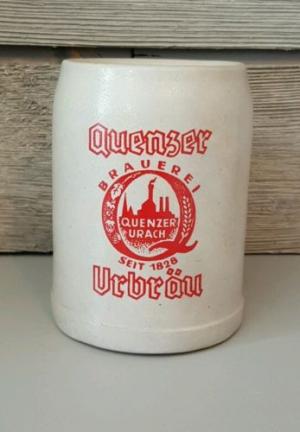 Quenzer
BRAUEREI
QUENZER
URACH
SEIT 1828
Urbräu